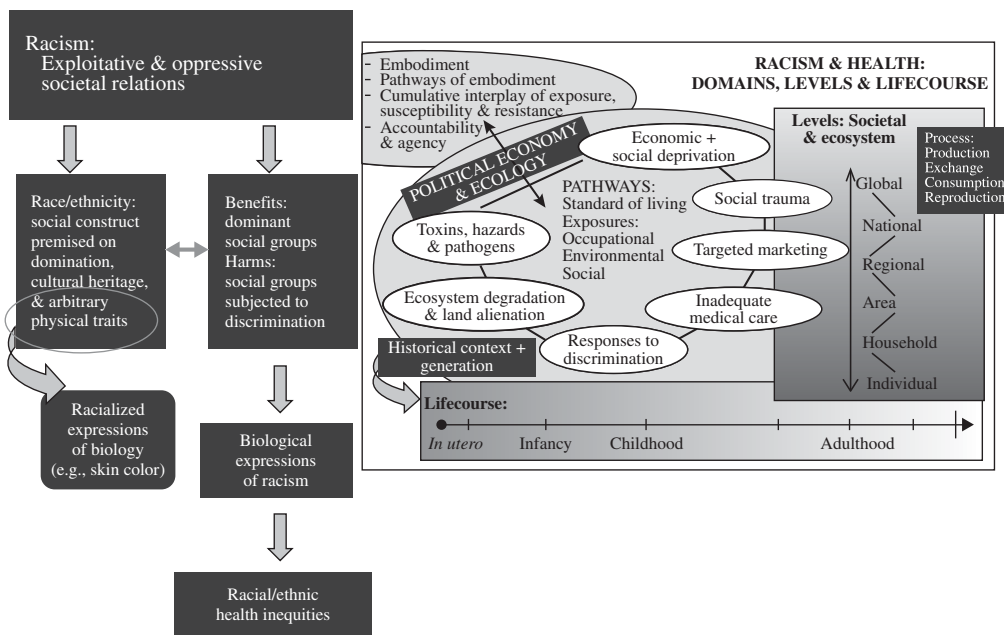 Racism:
Exploitative & oppressive
societal relations
Race/ethnicity:
social construct
premised on
domination,
cultural heritage,
& arbitrary
physical traits
Benefits:
dominant
social groups
Harms:
social groups
subjected to
discrimination
Racialized
expressions
of biology
(e.g., skin color)
Biological
expressions
of racism
Racial/ethnic
health inequities
- Embodiment
- Pathways of embodiment
- Cumulative interplay of exposure,
susceptibility & resistance
- Accountability
& agency
RACISM & HEALTH:
DOMAINS, LEVELS & LIFECOURSE
POLITICAL ECONOMY
& ECOLOGY
Economic +
social deprivation
Social trauma
Targeted marketing
Inadequate
medical care
Responses to
discrimination
Ecosystem degradation
& land alienation
Toxins, hazards
& pathogens
PATHWAYS:
Standard of living
Exposures:
Occupational
Environmental
Social
Levels: Societal
& ecosystem
Global
National
Regional
Area
Household
Individual
Process:
Production
Exchange
Consumption
Reproduction
Historical context +
generation
Lifecourse:
In utero
Infancy
Childhood
Adulthood